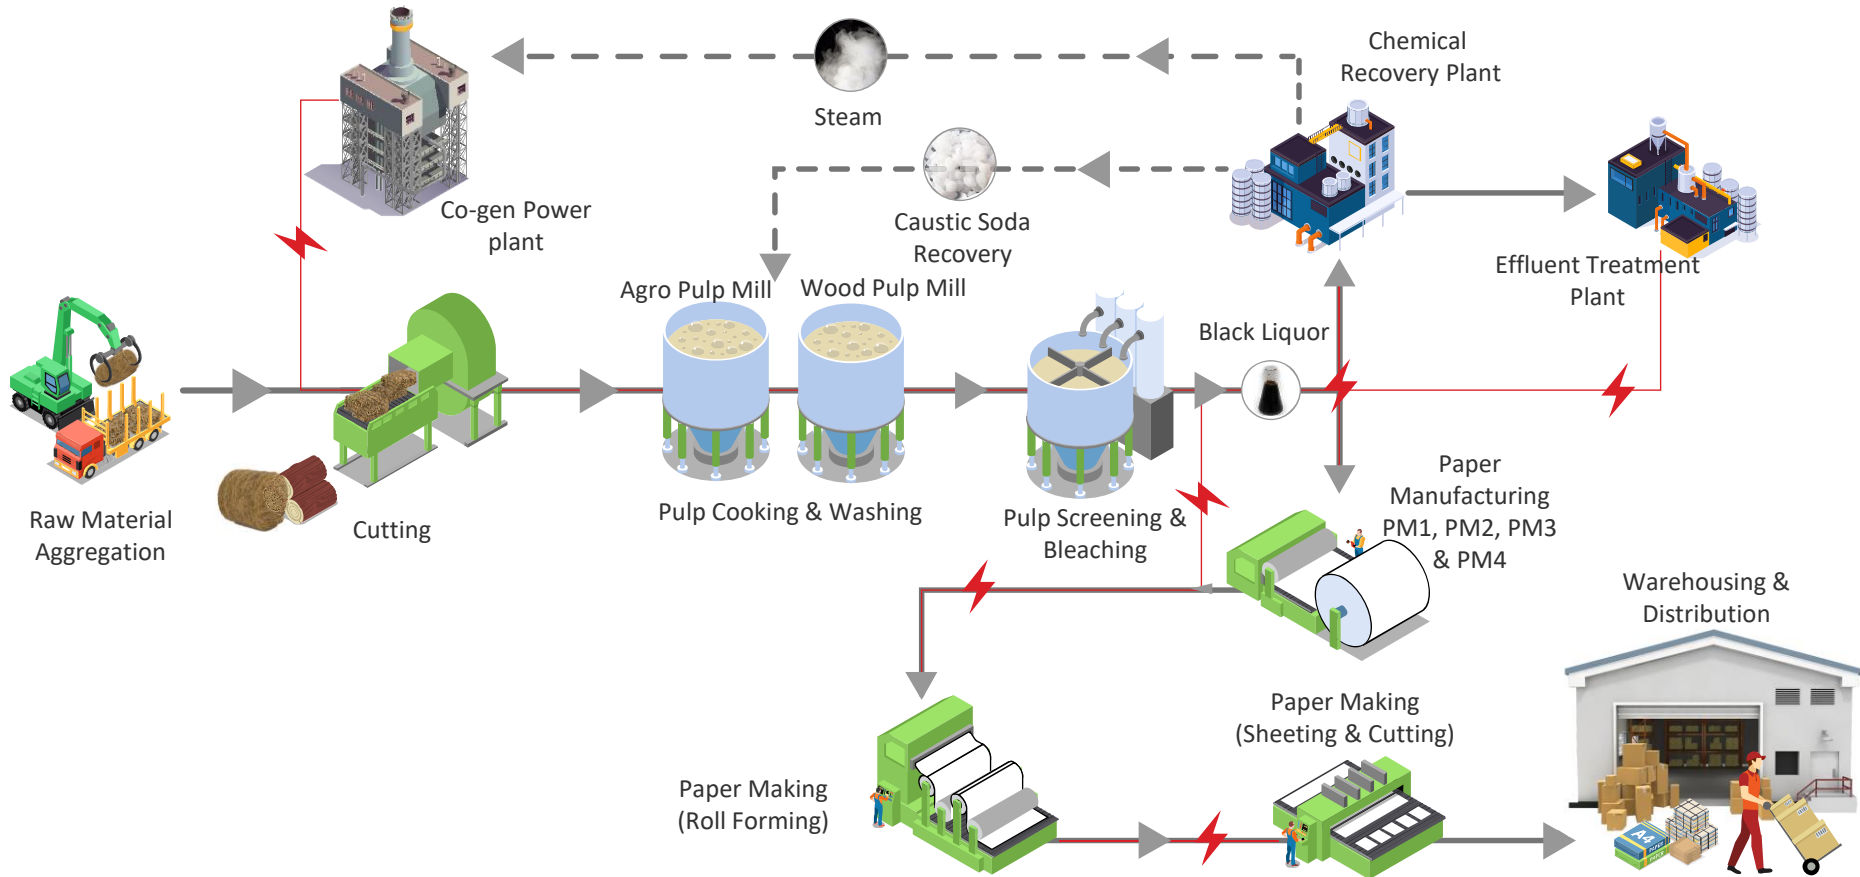 Chemical
Recovery Plant
Steam
Co-gen Power
plant
Caustic Soda
Recovery
Effluent Treatment
Plant
Agro Pulp Mill
Wood Pulp Mill
Black Liquor
Raw Material
Aggregation
Cutting
Pulp Cooking & Washing
Pulp Screening &
Bleaching
Paper
Manufacturing
PM1, PM2, PM3
& PM4
Warehousing &
Distribution
Paper Making
(Roll Forming)
Paper Making
(Sheeting & Cutting)
A4
PAPER